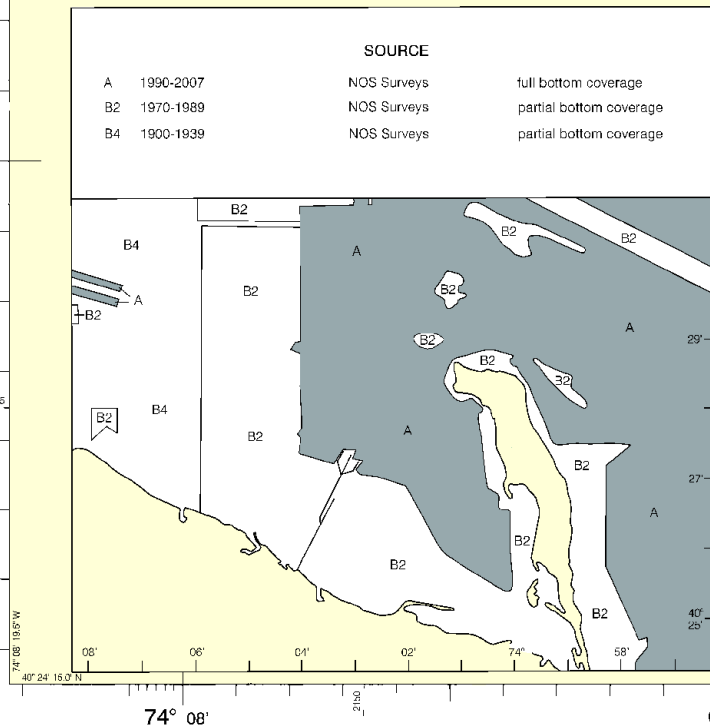 SOURCE
A 1990-2007 NOS Surveys full bottom coverage
B2 1970-1989 NOS Surveys partial bottom coverage
B4 1900-1939 NOS Surveys partial bottom coverage
B2
B2
B2
B4
A
B2
B2
A
B2
A
29'
B2
B2
B2
B2
B4
B2
B2
A
B2
27'
A
B2
B2
B2
40°
25'
74° 08' 19.5" W
08' 06' 04' 02' 74° 58'
40° 24' 16.0" N
2150
74° 08'